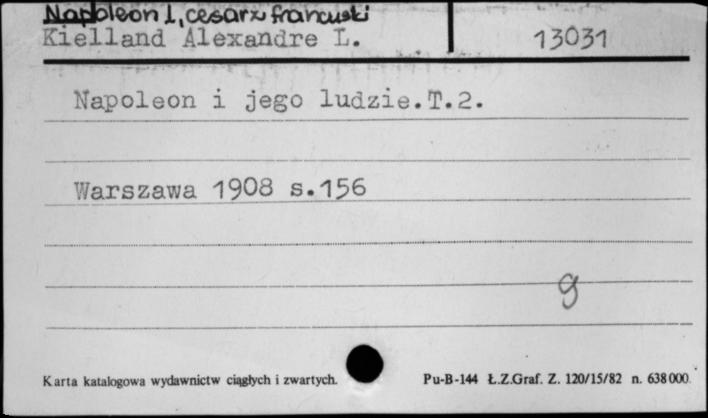 Napoleon I, cesarz francuski
Kielland Alexandre L. 13031
Napoleon i jego ludzie.T.2.
Warszawa 1908 s.156
g
Karta katalogowa wydawnictw ciągłych i zwartych. Pu-B-144 Ł.Z.Graf. Z. 120/15/82 n. 638000